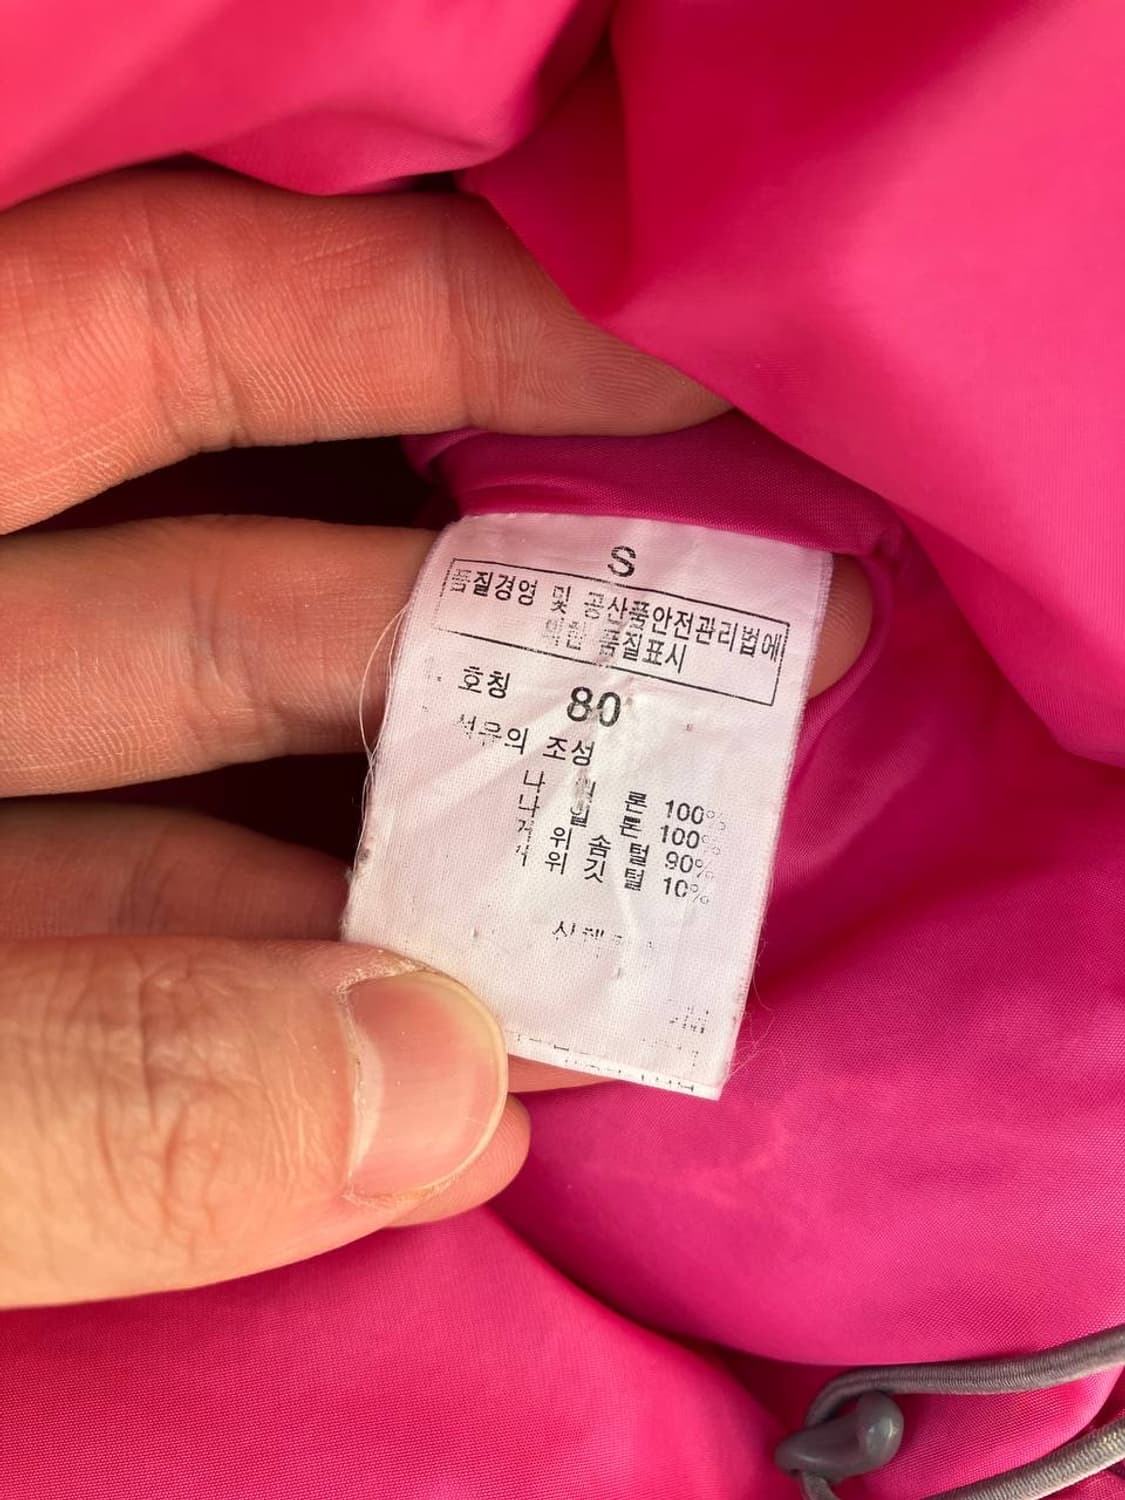 S
품질경영 및 공산품안전관리법에
의한 품질표시
호칭 80
섬유의 조성
나 일 론 100%
나 일 론 100%
거 위 솜 털 90%
거 위 깃 털 10%